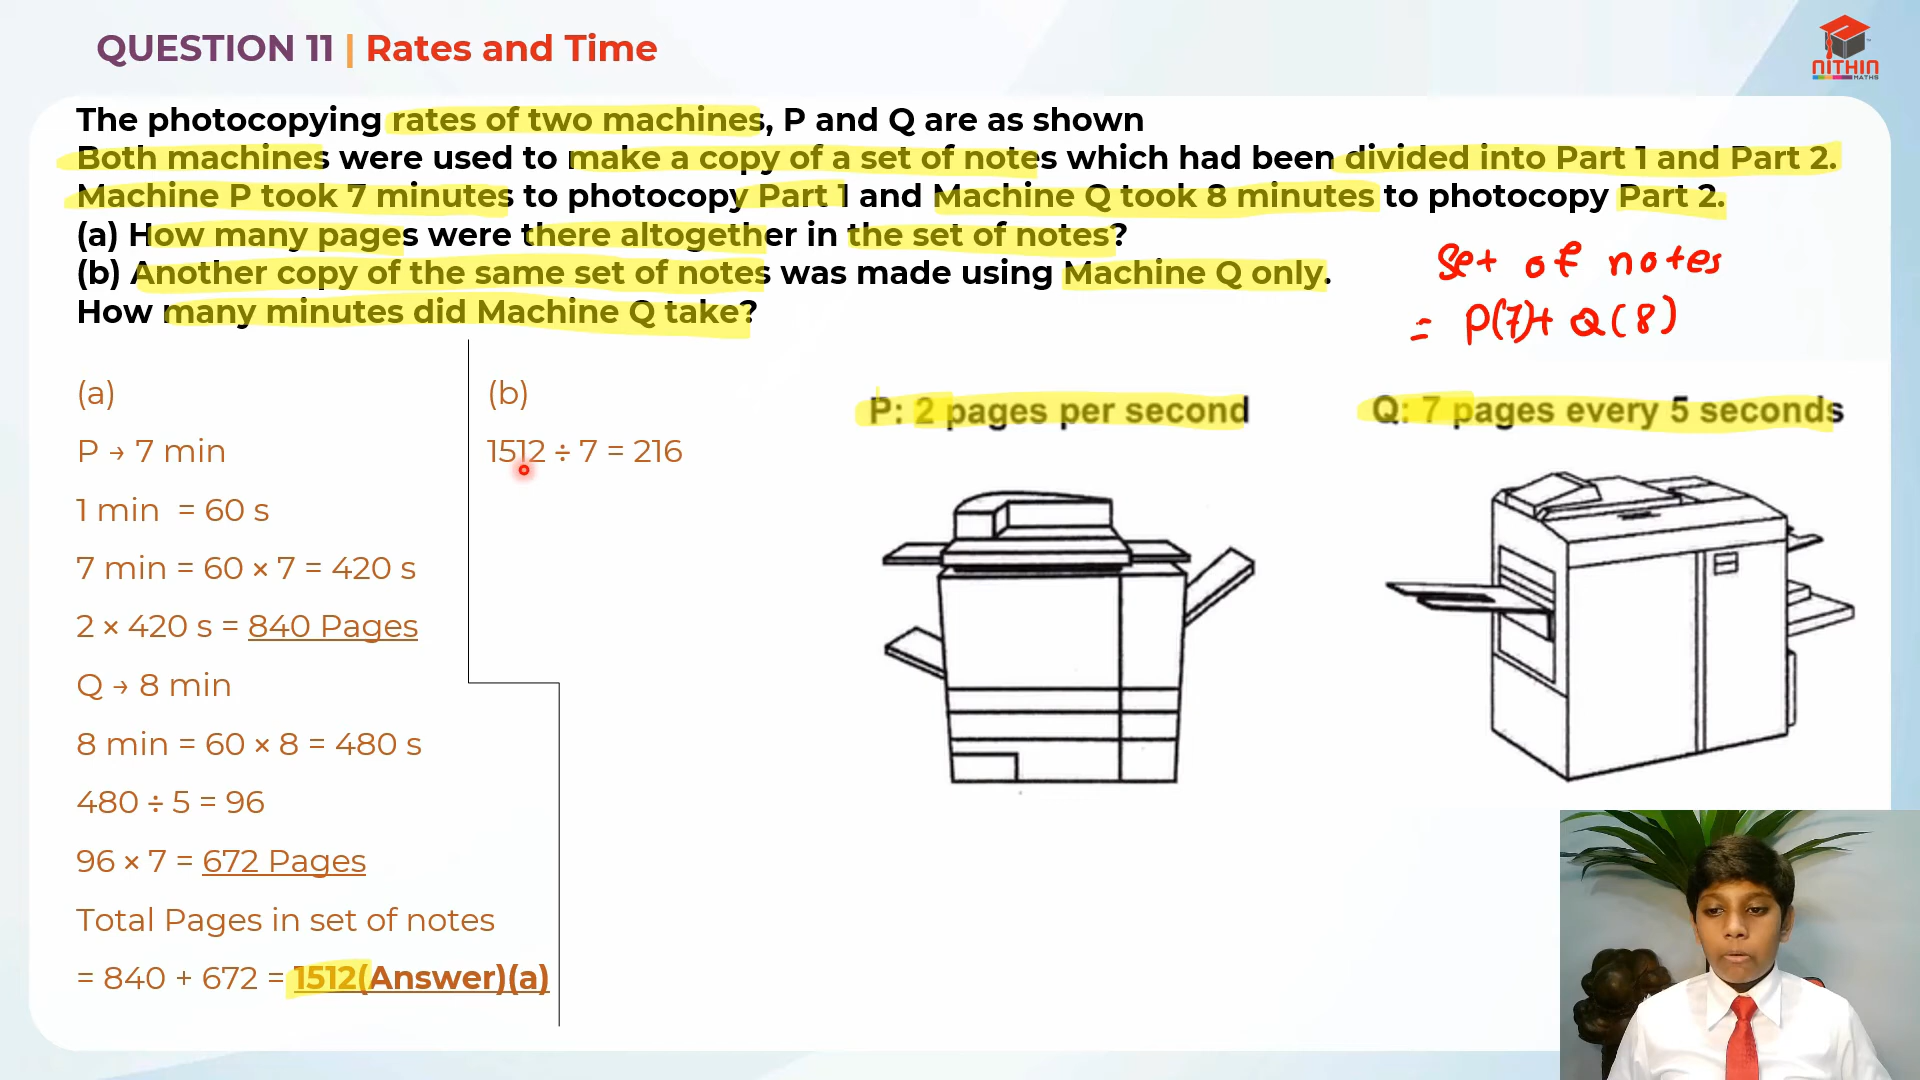 QUESTION 11 | Rates and Time
NITHIN
MATHS
The photocopying rates of two machines, P and Q are as shown
Both machines were used to make a copy of a set of notes which had been divided into Part 1 and Part 2.
Machine P took 7 minutes to photocopy Part 1 and Machine Q took 8 minutes to photocopy Part 2.
(a) How many pages were there altogether in the set of notes?
(b) Another copy of the same set of notes was made using Machine Q only.
How many minutes did Machine Q take?
Set of notes
= P(7)+ Q(8)
(a)
P → 7 min
1 min = 60 s
7 min = 60 × 7 = 420 s
2 × 420 s = 840 Pages
Q → 8 min
8 min = 60 × 8 = 480 s
480 ÷ 5 = 96
96 × 7 = 672 Pages
Total Pages in set of notes
= 840 + 672 = 1512(Answer)(a)
(b)
1512 ÷ 7 = 216
P: 2 pages per second
Q: 7 pages every 5 seconds